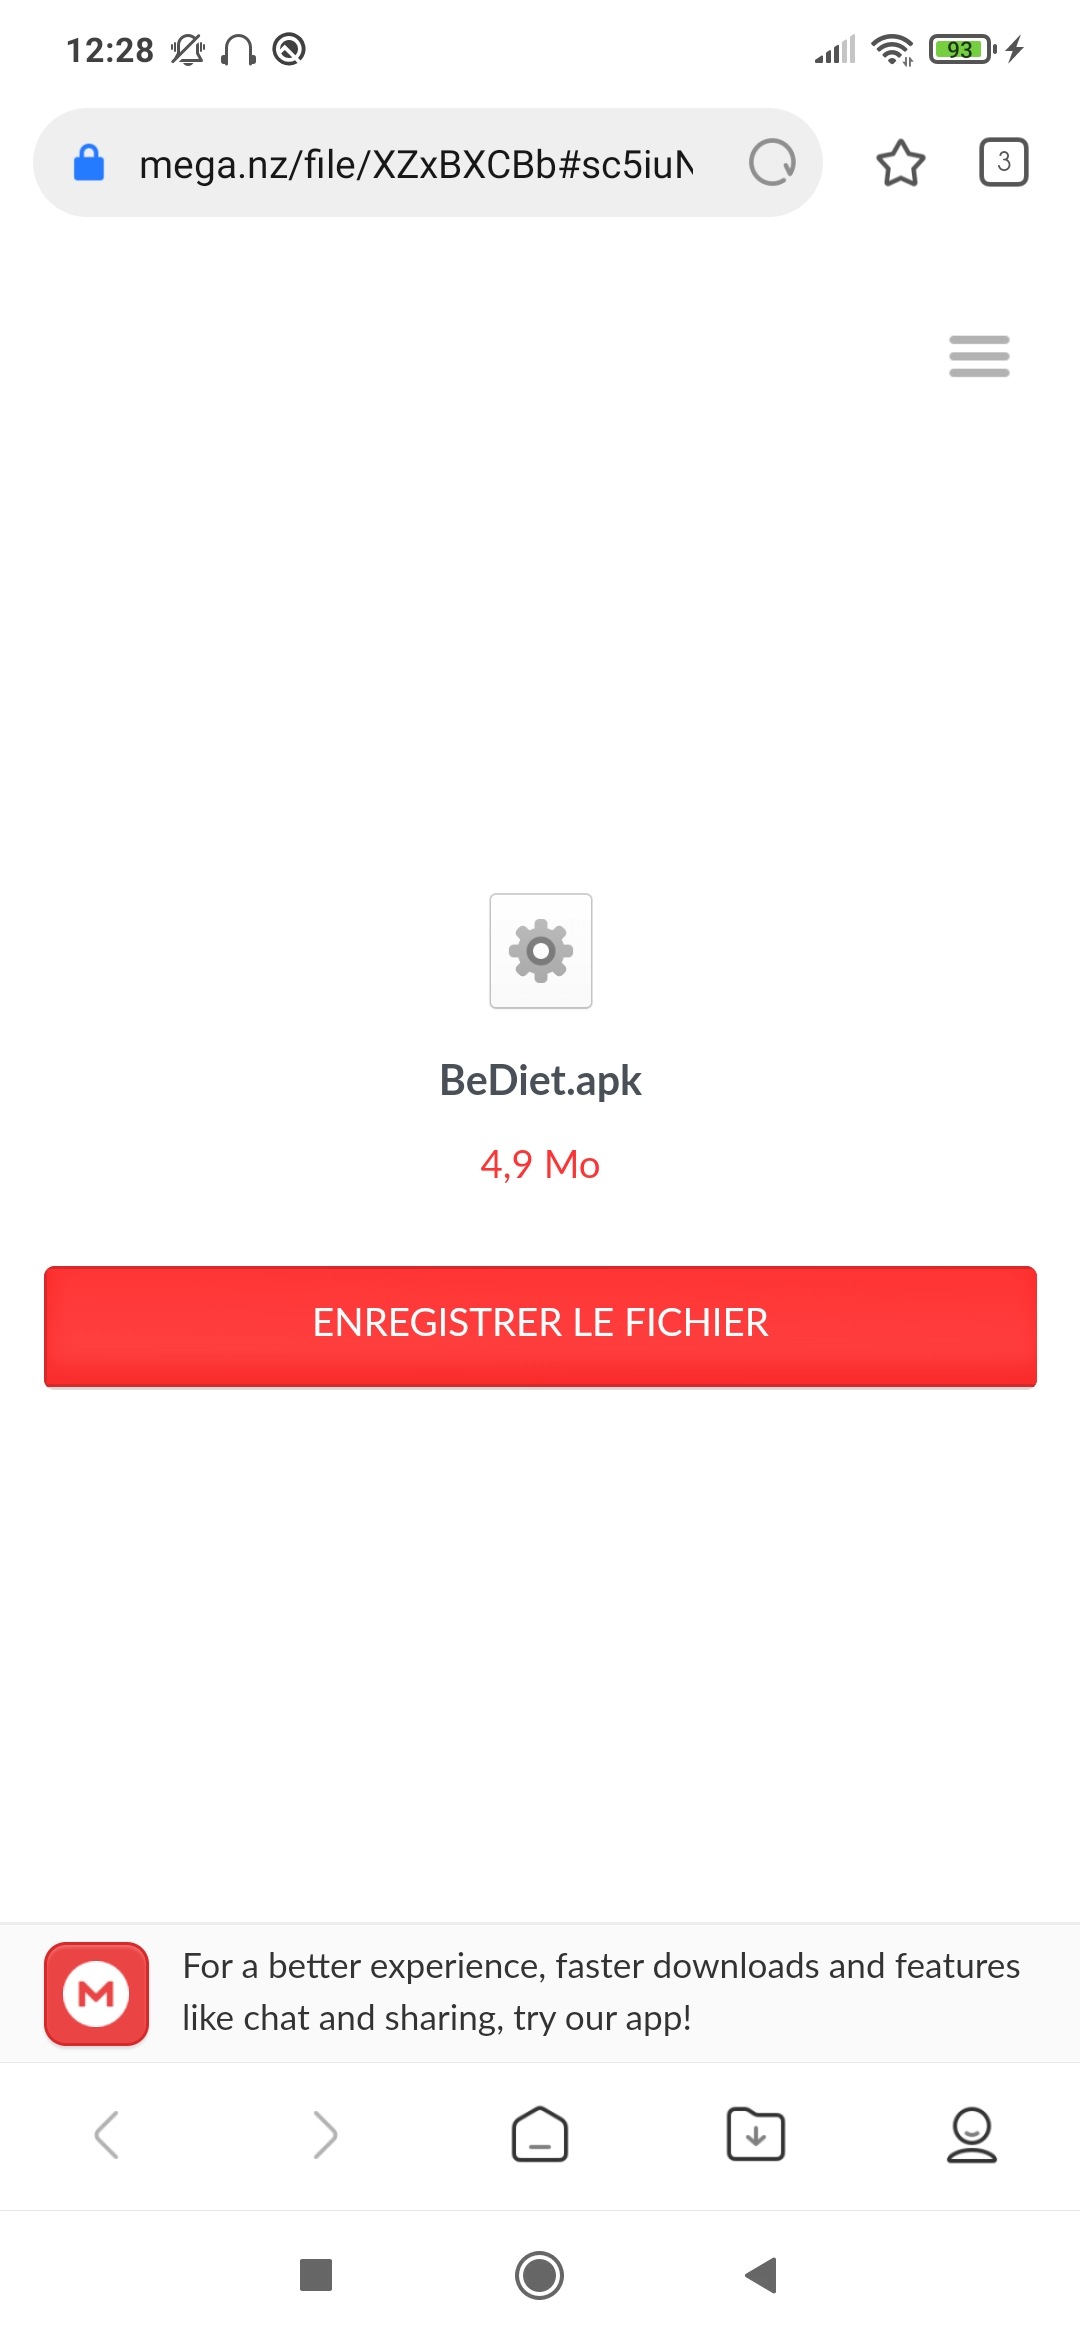 12:28
93
mega.nz/file/XZxBXCBb#sc5iuN
3
BeDiet.apk
4,9 Mo
ENREGISTRER LE FICHIER
M
For a better experience, faster downloads and features
like chat and sharing, try our app!